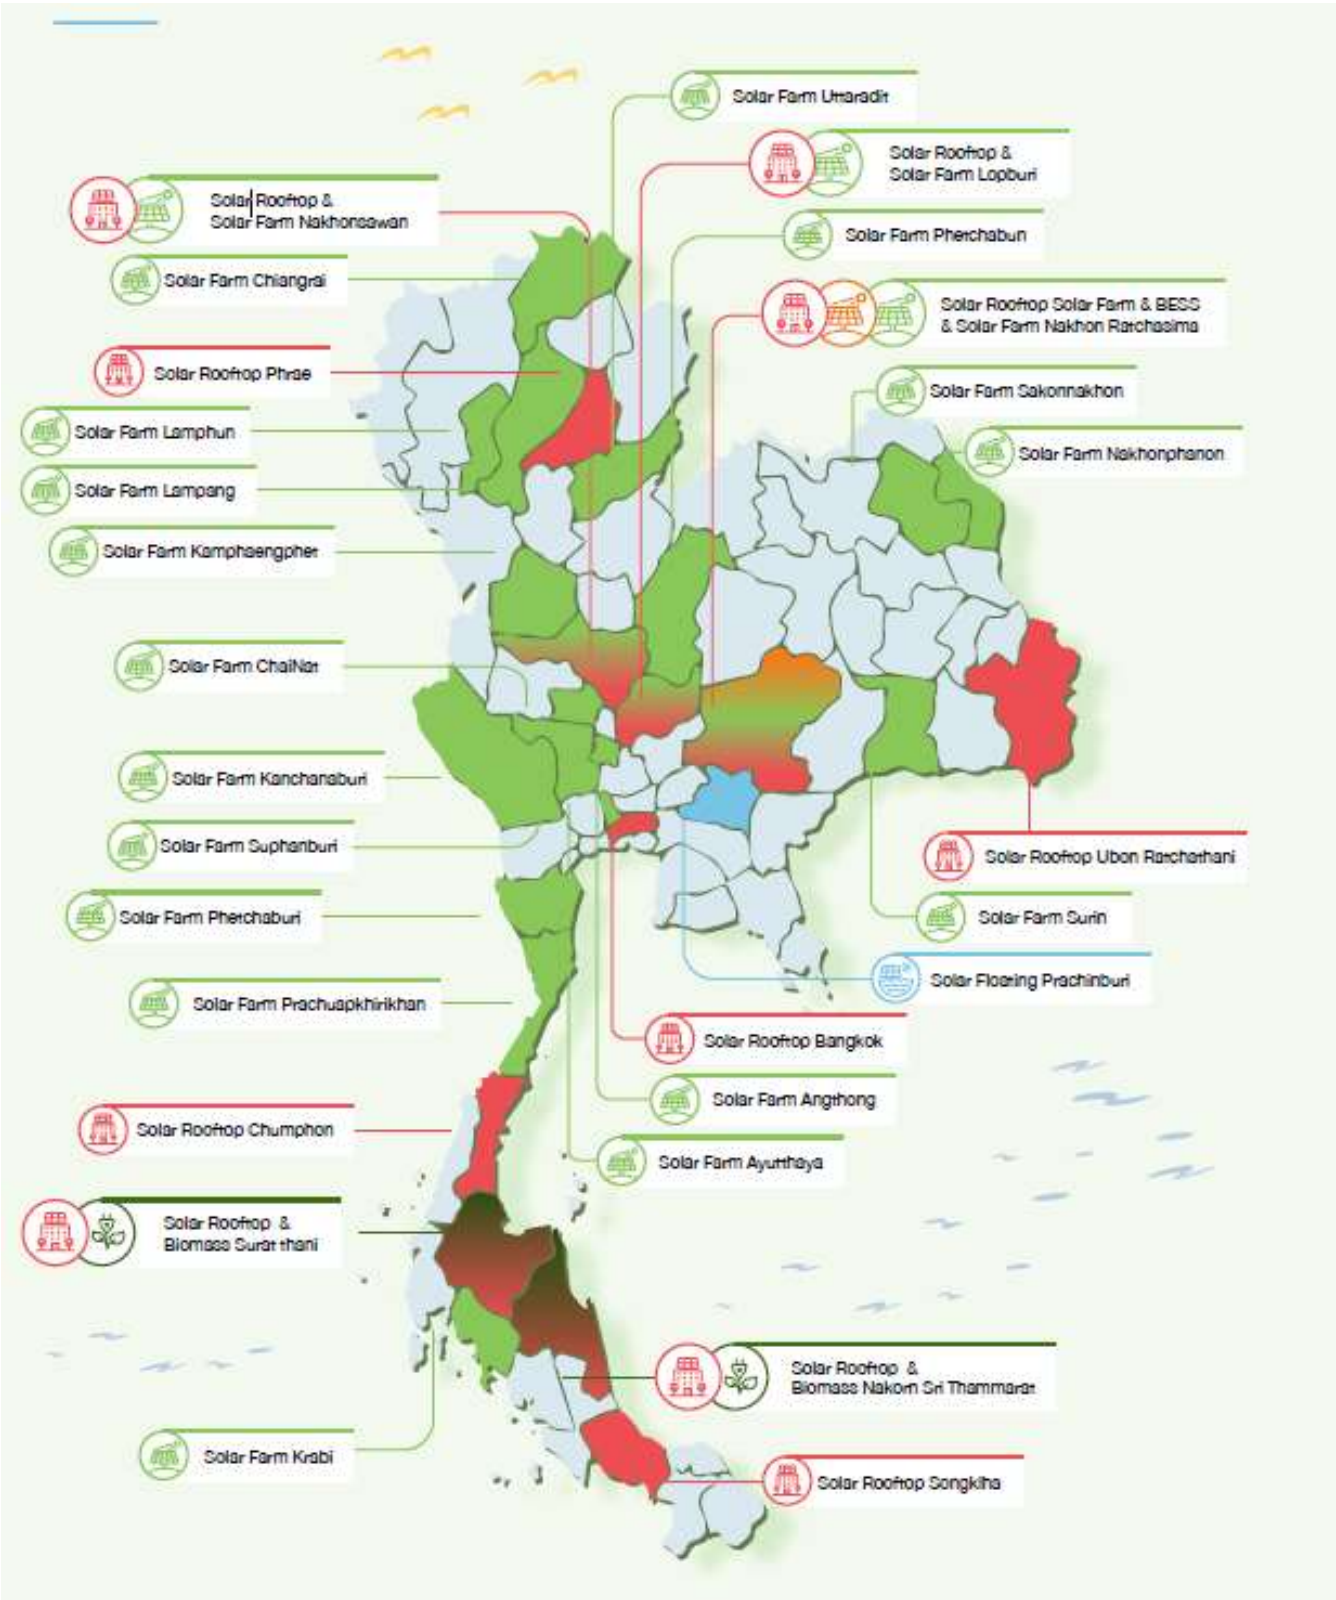 Solar Farm Uttaradit
Solar Rooftop &
Solar Farm Lopburi
Solar Rooftop &
Solar Farm Nakhonsawan
Solar Farm Phetchabun
Solar Farm Chiangrai
Solar Rooftop Solar Farm & BESS
& Solar Farm Nakhon Ratchasima
Solar Rooftop Phrae
Solar Farm Sakonnakhon
Solar Farm Lamphun
Solar Farm Nakhonphanon
Solar Farm Lampang
Solar Farm Kamphaengphet
Solar Farm ChaiNat
Solar Farm Kanchanaburi
Solar Farm Suphanburi
Solar Rooftop Ubon Ratchathani
Solar Farm Phetchaburi
Solar Farm Surin
Solar Floating Prachinburi
Solar Farm Prachuapkhirikhan
Solar Rooftop Bangkok
Solar Farm Angthong
Solar Rooftop Chumphon
Solar Farm Ayutthaya
Solar Rooftop &
Biomass Surat thani
Solar Rooftop &
Biomass Nakorn Sri Thammarat
Solar Farm Krabi
Solar Rooftop Songklha